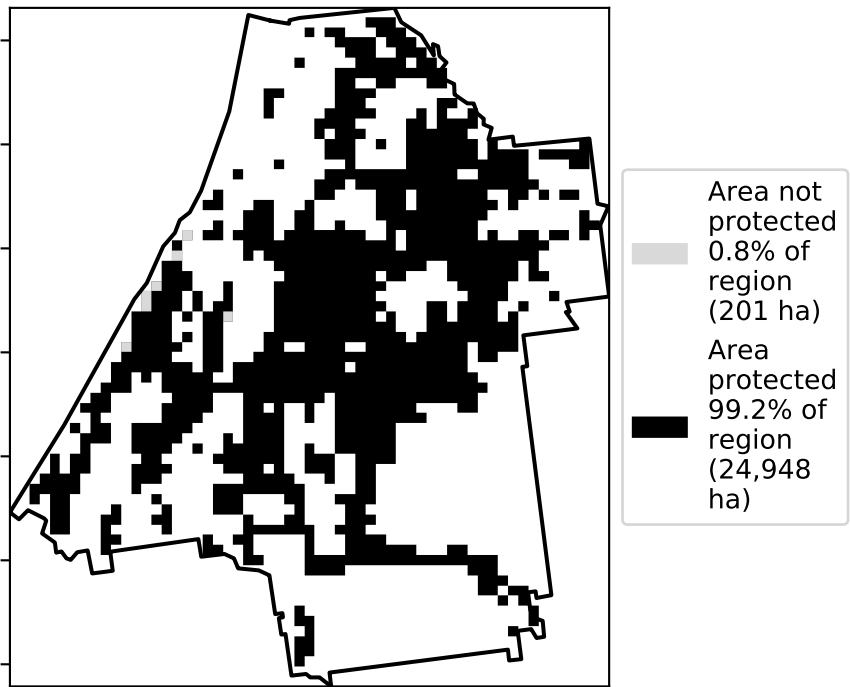 Area not
protected
0.8% of
region
(201 ha)
Area
protected
99.2% of
region
(24,948
ha)